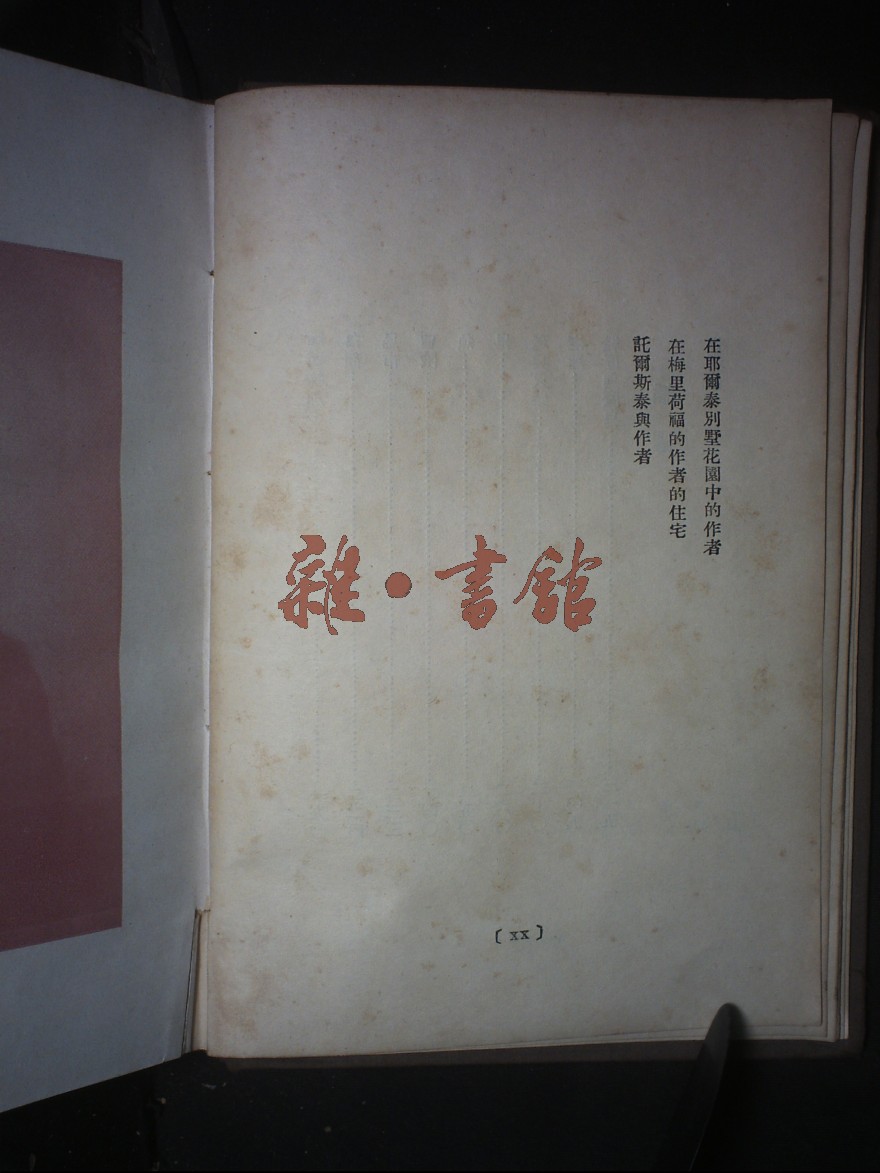 在耶爾泰別墅花園中的作者
在梅里荷福的作者的住宅
託爾斯泰與作者
雜·書館
〔xx〕